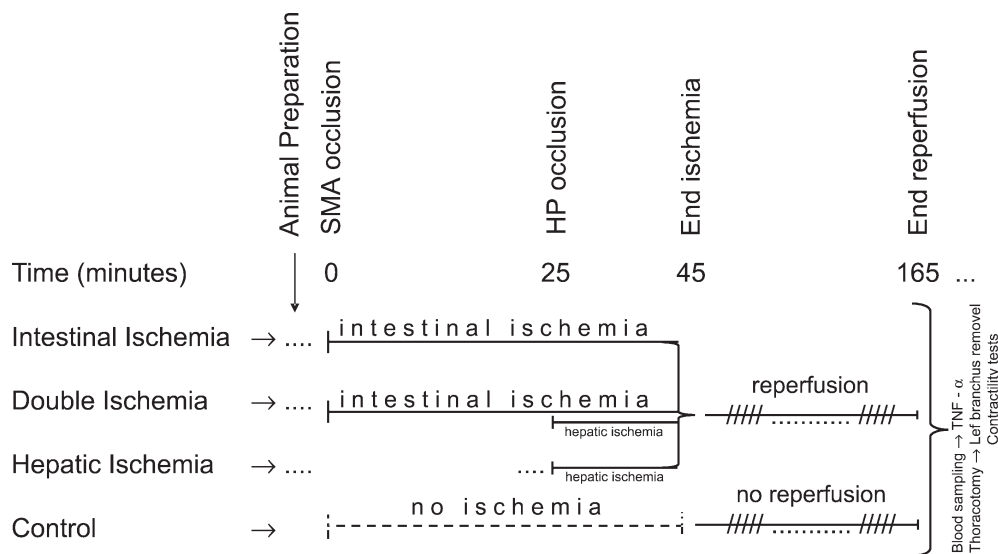 Animal Preparation
SMA occlusion
HP occlusion
End ischemia
End reperfusion
Time (minutes) 0 25 45 165 ...
Intestinal Ischemia → .... intestinal ischemia
Double Ischemia → .... intestinal ischemia
hepatic ischemia
reperfusion
Hepatic Ischemia → .... .... hepatic ischemia
Control → no ischemia
no reperfusion
Blood sampling → TNF - α
Thoracotomy → Lef branchus removel
Contractility tests